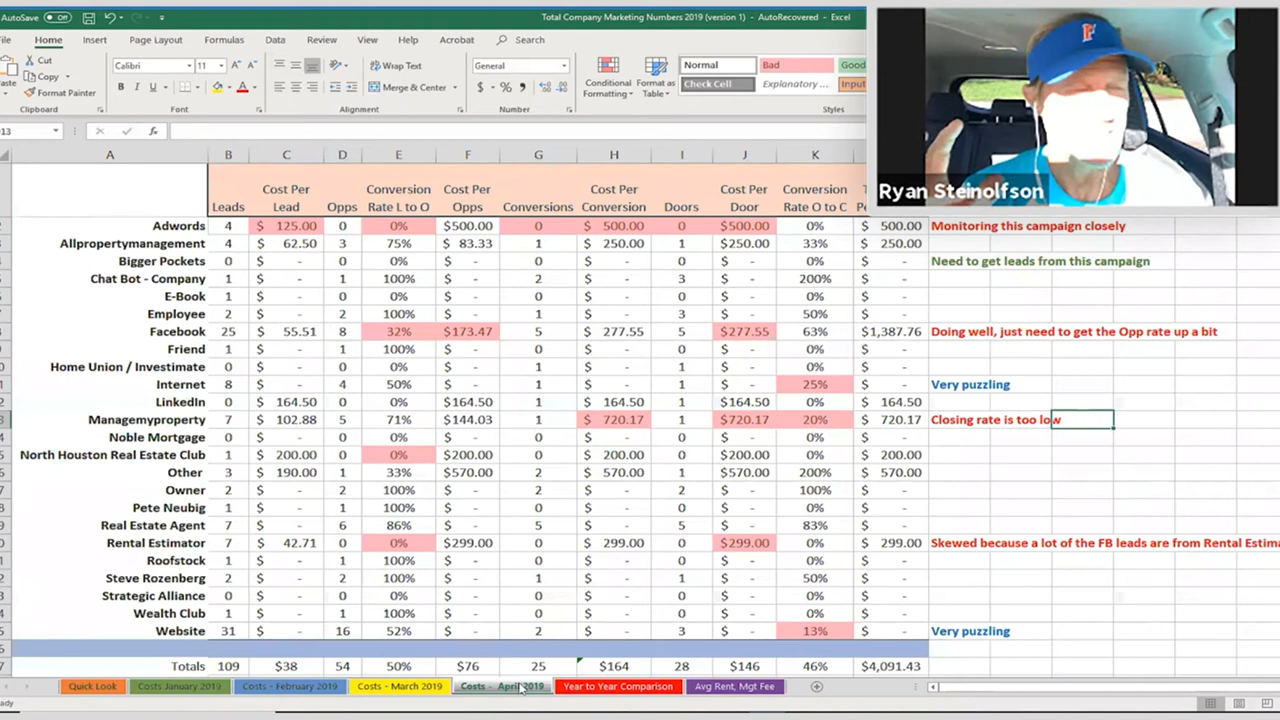 AutoSave Off Total Company Marketing Numbers 2019 (version 1) - AutoRecovered - Excel
File Home Insert Page Layout Formulas Data Review View Help Acrobat Search
Cut
Copy
Format Painter
Clipboard
Calibri 11
B I U
Font
Wrap Text
Merge & Center
Alignment
General
$ % ,
Number
Conditional Formatting
Format as Table
Normal Bad Good
Check Cell Explanatory ... Input
Styles
F
Ryan Steinolfson
A B C D E F G H I J K
Leads Cost Per Lead Opps Conversion Rate L to O Cost Per Opps Conversions Cost Per Conversion Doors Cost Per Door Conversion Rate O to C
Adwords 4 $ 125.00 0 0% $500.00 0 $ 500.00 0 $500.00 0% $ 500.00 Monitoring this campaign closely
Allpropertymanagement 4 $ 62.50 3 75% $ 83.33 1 $ 250.00 1 $250.00 33% $ 250.00
Bigger Pockets 0 $ - 0 0% $ - 0 $ - 0 $ - 0% $ - Need to get leads from this campaign
Chat Bot - Company 1 $ - 1 100% $ - 2 $ - 3 $ - 200% $ -
E-Book 1 $ - 0 0% $ - 0 $ - 0 $ - 0% $ -
Employee 2 $ - 2 100% $ - 1 $ - 3 $ - 50% $ -
Facebook 25 $ 55.51 8 32% $173.47 5 $ 277.55 5 $277.55 63% $1,387.76 Doing well, just need to get the Opp rate up a bit
Friend 1 $ - 1 100% $ - 0 $ - 0 $ - 0% $ -
Home Union / Investimate 0 $ - 0 0% $ - 1 $ - 1 $ - 0% $ -
Internet 8 $ - 4 50% $ - 1 $ - 1 $ - 25% $ - Very puzzling
LinkedIn 0 $ 164.50 0 0% $164.50 0 $ 164.50 0 $164.50 0% $ 164.50
Managemyproperty 7 $ 102.88 5 71% $144.03 1 $ 720.17 1 $720.17 20% $ 720.17 Closing rate is too low
Noble Mortgage 0 $ - 0 0% $ - 0 $ - 0 $ - 0% $ -
North Houston Real Estate Club 1 $ 200.00 0 0% $200.00 0 $ 200.00 0 $200.00 0% $ 200.00
Other 3 $ 190.00 1 33% $570.00 2 $ 570.00 1 $570.00 200% $ 570.00
Owner 2 $ - 2 100% $ - 2 $ - 2 $ - 100% $ -
Pete Neubig 1 $ - 1 100% $ - 0 $ - 0 $ - 0% $ -
Real Estate Agent 7 $ - 6 86% $ - 5 $ - 5 $ - 83% $ -
Rental Estimator 7 $ 42.71 0 0% $299.00 0 $ 299.00 0 $299.00 0% $ 299.00 Skewed because a lot of the FB leads are from Rental Estima
Roofstock 1 $ - 1 100% $ - 0 $ - 0 $ - 0% $ -
Steve Rozenberg 2 $ - 2 100% $ - 1 $ - 1 $ - 50% $ -
Strategic Alliance 0 $ - 0 0% $ - 0 $ - 0 $ - 0% $ -
Wealth Club 1 $ - 1 100% $ - 0 $ - 0 $ - 0% $ -
Website 31 $ - 16 52% $ - 2 $ - 3 $ - 13% $ - Very puzzling
Totals 109 $38 54 50% $76 25 $164 28 $146 46% $4,091.43
Quick Look Costs January 2019 Costs - February 2019 Costs - March 2019 Costs - April 2019 Year to Year Comparison Avg Rent, Mgt Fee